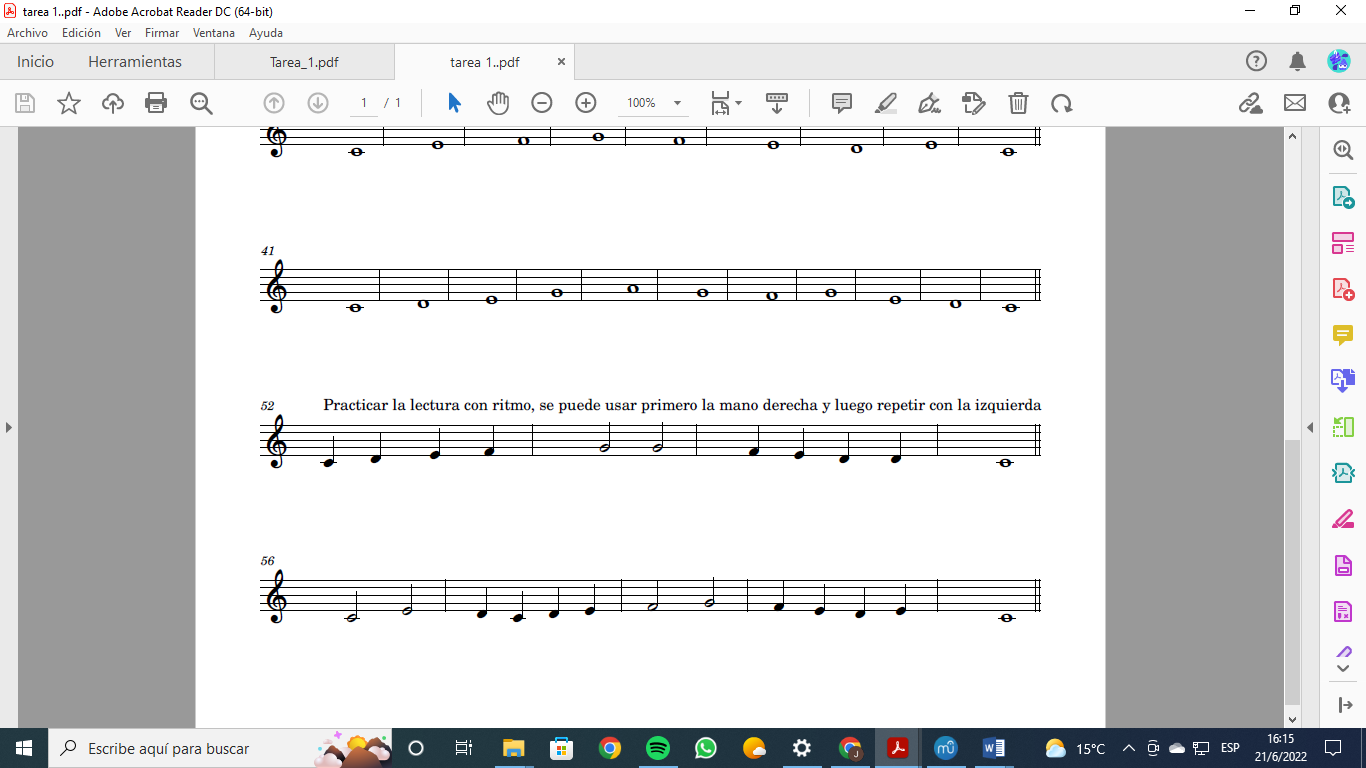 tarea 1..pdf - Adobe Acrobat Reader DC (64-bit)
Archivo Edición Ver Firmar Ventana Ayuda
Inicio Herramientas Tarea_1.pdf tarea 1..pdf
1 / 1 100%
41
52 Practicar la lectura con ritmo, se puede usar primero la mano derecha y luego repetir con la izquierda
56
Escribe aquí para buscar
15°C ESP 16:15
21/6/2022